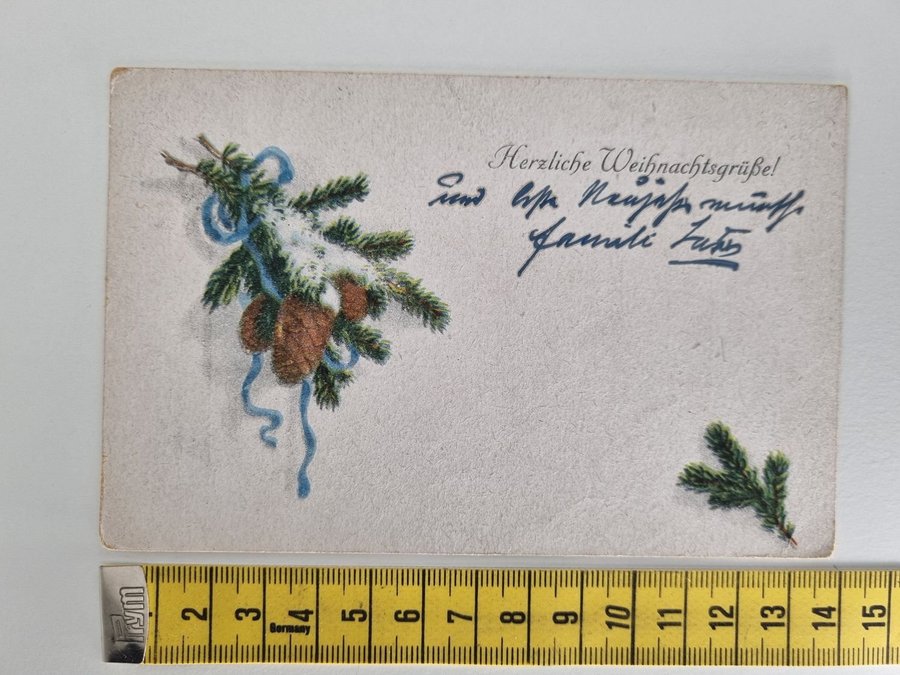 Herzliche Weihnachtsgrüße!
und beste Neujahrswünsche
Familie
Prym
2 3 4 5 6 7 8 9 10 11 12 13 14 15
Germany